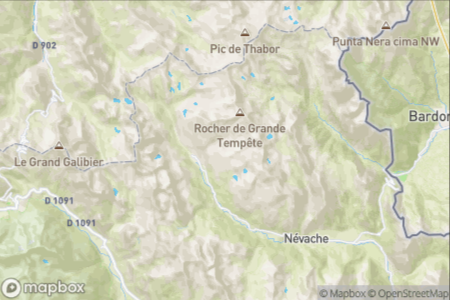 D 902
Pic de Thabor
Punta Nera cima NW
Bardon
Rocher de Grande
Tempête
Le Grand Galibier
D 1091
D 1091
Névache
mapbox
© Mapbox © OpenStreetMap